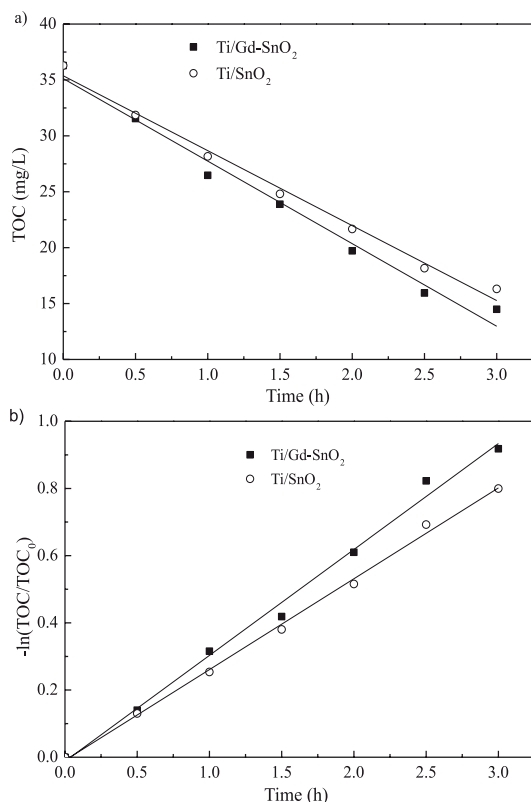 a)
40
35
30
25
20
15
10
TOC (mg/L)
Ti/Gd-SnO₂
Ti/SnO₂
0.0 0.5 1.0 1.5 2.0 2.5 3.0
Time (h)
b)
1.0
0.8
0.6
0.4
0.2
0.0
-ln(TOC/TOC₀)
Ti/Gd-SnO₂
Ti/SnO₂
0.0 0.5 1.0 1.5 2.0 2.5 3.0
Time (h)